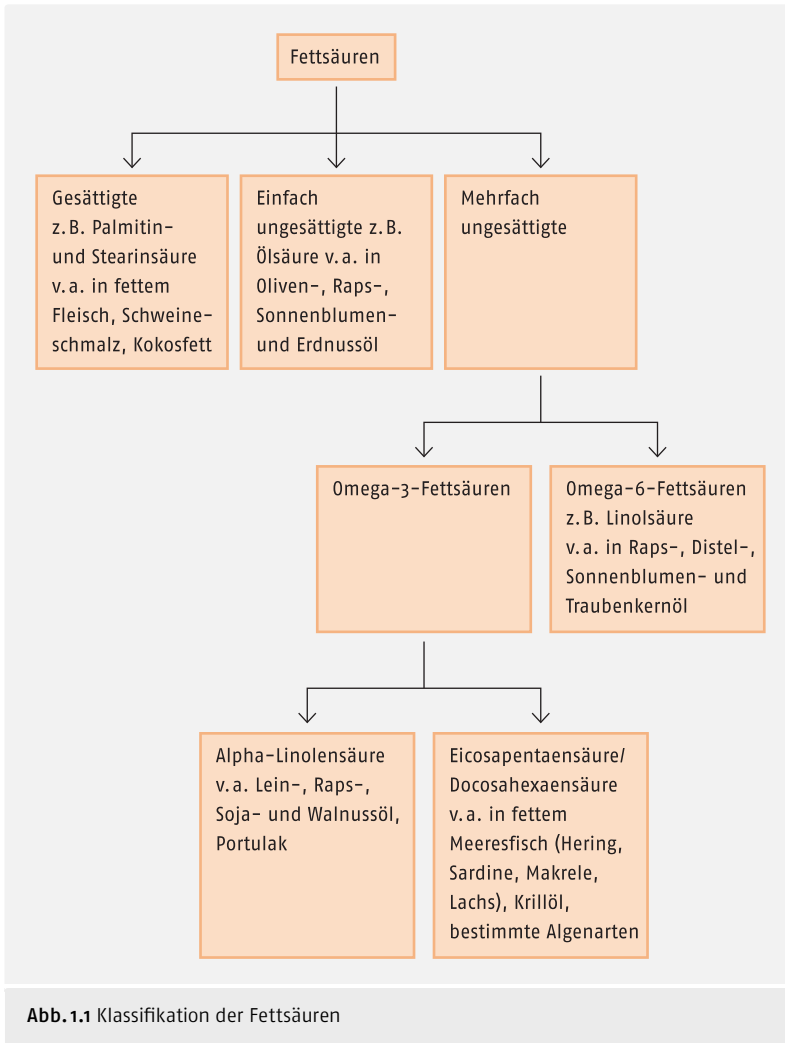 Fettsäuren
Gesättigte
z.B. Palmitin-
und Stearinsäure
v.a. in fettem
Fleisch, Schweine-
schmalz, Kokosfett
Einfach
ungesättigte z.B.
Ölsäure v.a. in
Oliven-, Raps-,
Sonnenblumen-
und Erdnussöl
Mehrfach
ungesättigte
Omega-3-Fettsäuren
Omega-6-Fettsäuren
z.B. Linolsäure
v.a. in Raps-, Distel-,
Sonnenblumen- und
Traubenkernöl
Alpha-Linolensäure
v.a. Lein-, Raps-,
Soja- und Walnussöl,
Portulak
Eicosapentaensäure/
Docosahexaensäure
v.a. in fettem
Meeresfisch (Hering,
Sardine, Makrele,
Lachs), Krillöl,
bestimmte Algenarten
Abb. 1.1 Klassifikation der Fettsäuren